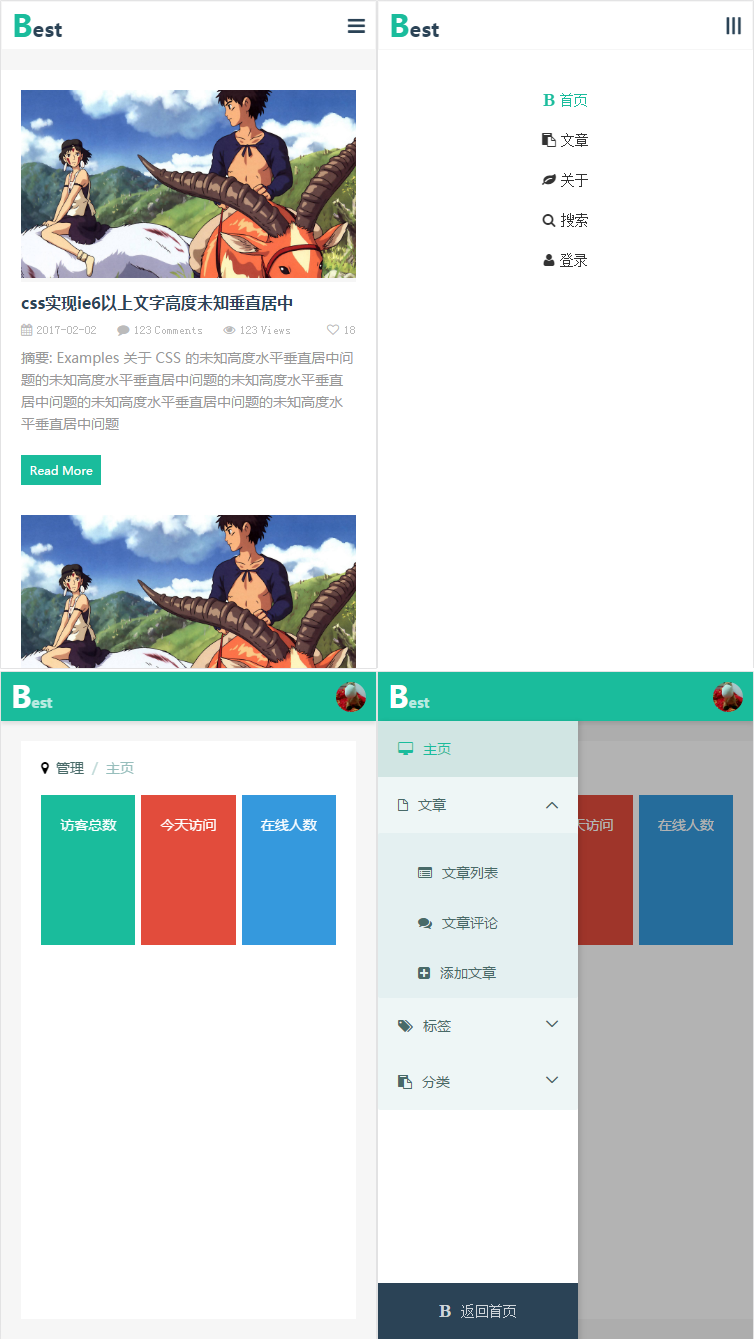 Best
css实现ie6以上文字高度未知垂直居中
2017-02-02 123 Comments 123 Views 18
摘要: Examples 关于 CSS 的未知高度水平垂直居中问
题的未知高度水平垂直居中问题的未知高度水平垂直
居中问题的未知高度水平垂直居中问题的未知高度水
平垂直居中问题
Read More
Best
B 首页
文章
关于
搜索
登录
Best
管理 / 主页
访客总数 今天访问 在线人数
Best
主页
文章
文章列表
文章评论
添加文章
标签
分类
B 返回首页
天访问 在线人数